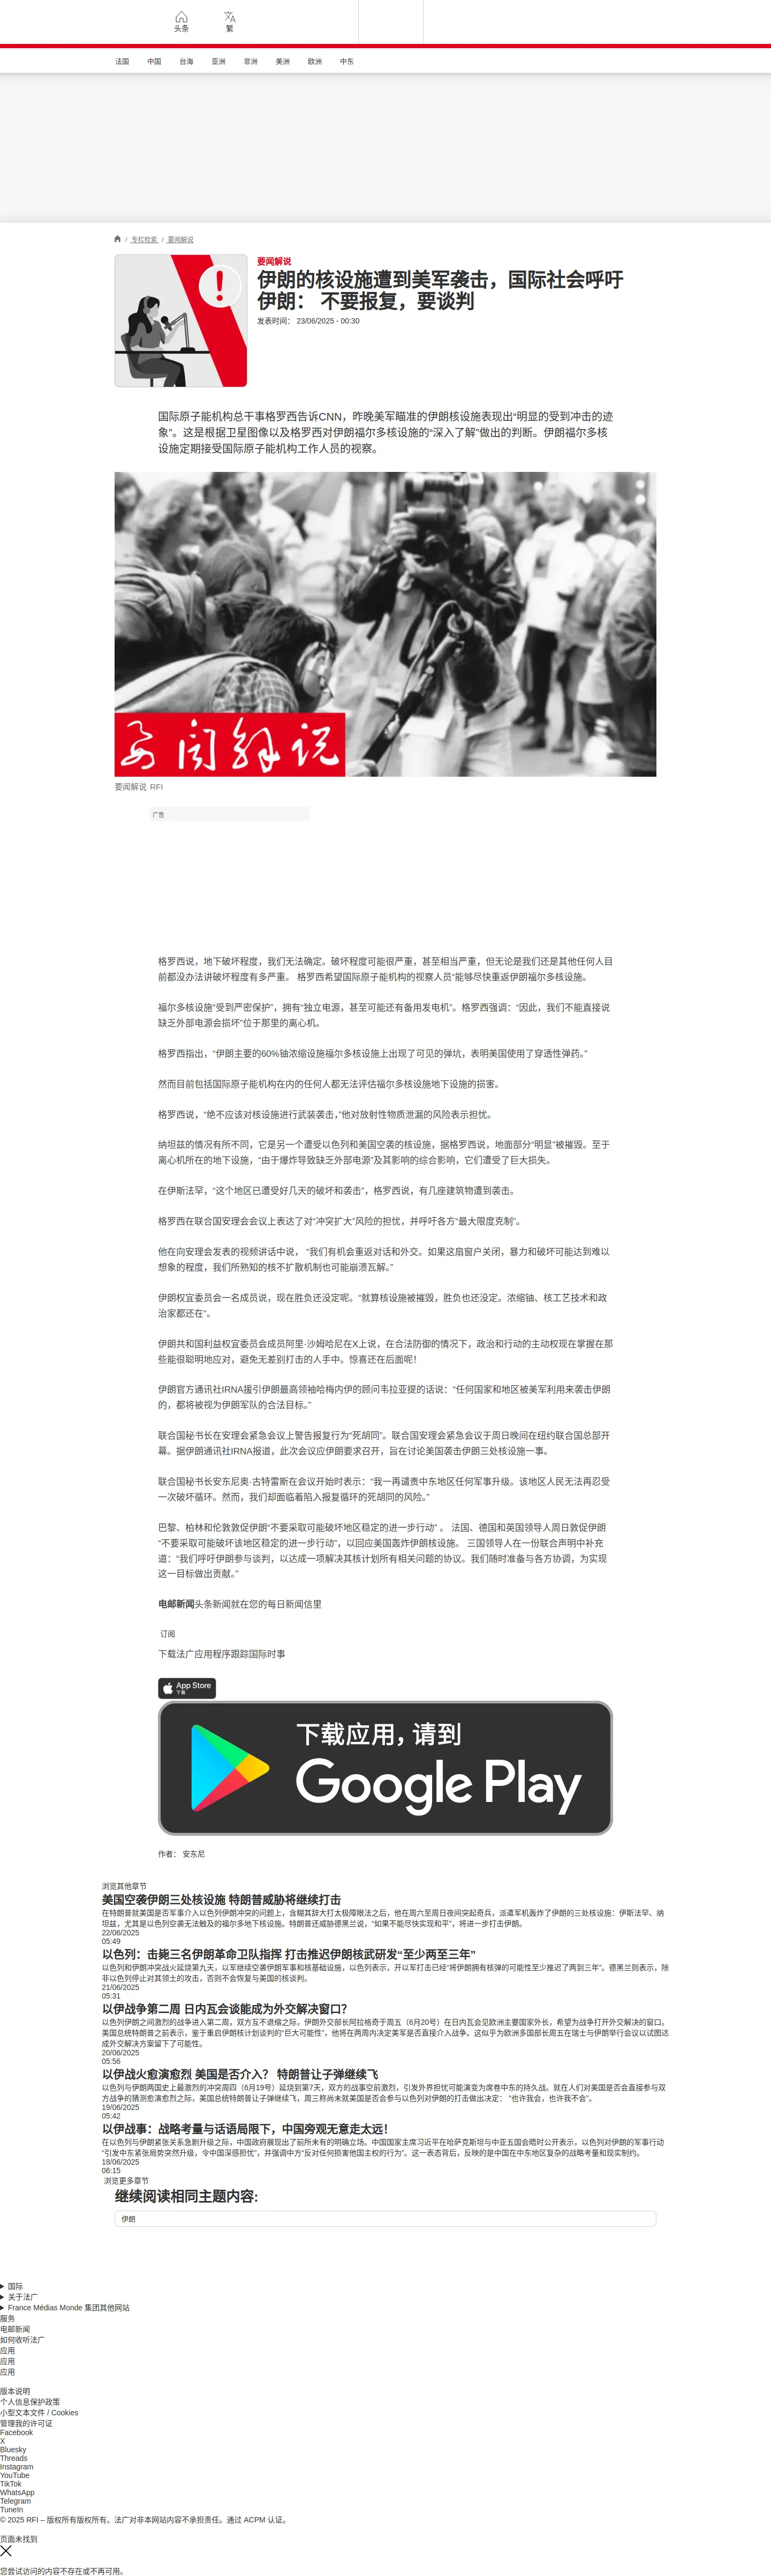 头条
繁
法国 中国 台海 亚洲 非洲 美洲 欧洲 中东
/ 专栏检索 / 要闻解说
要闻解说
伊朗的核设施遭到美军袭击，国际社会呼吁
伊朗： 不要报复，要谈判
发表时间： 23/06/2025 - 00:30
国际原子能机构总干事格罗西告诉CNN，昨晚美军瞄准的伊朗核设施表现出“明显的受到冲击的迹
象”。这是根据卫星图像以及格罗西对伊朗福尔多核设施的“深入了解”做出的判断。伊朗福尔多核
设施定期接受国际原子能机构工作人员的视察。
要闻解说
要闻解说 RFI
广告
格罗西说，地下破坏程度，我们无法确定。破坏程度可能很严重，甚至相当严重，但无论是我们还是其他任何人目
前都没办法讲破坏程度有多严重。 格罗西希望国际原子能机构的视察人员“能够尽快重返伊朗福尔多核设施。
福尔多核设施“受到严密保护”，拥有“独立电源，甚至可能还有备用发电机”。格罗西强调：“因此，我们不能直接说
缺乏外部电源会损坏“位于那里的离心机。
格罗西指出，“伊朗主要的60%铀浓缩设施福尔多核设施上出现了可见的弹坑，表明美国使用了穿透性弹药。”
然而目前包括国际原子能机构在内的任何人都无法评估福尔多核设施地下设施的损害。
格罗西说，“绝不应该对核设施进行武装袭击，”他对放射性物质泄漏的风险表示担忧。
纳坦兹的情况有所不同，它是另一个遭受以色列和美国空袭的核设施，据格罗西说，地面部分“明显”被摧毁。至于
离心机所在的地下设施，“由于爆炸导致缺乏外部电源”及其影响的综合影响，它们遭受了巨大损失。
在伊斯法罕，“这个地区已遭受好几天的破坏和袭击”，格罗西说，有几座建筑物遭到袭击。
格罗西在联合国安理会会议上表达了对“冲突扩大”风险的担忧，并呼吁各方“最大限度克制”。
他在向安理会发表的视频讲话中说， “我们有机会重返对话和外交。如果这扇窗户关闭，暴力和破坏可能达到难以
想象的程度，我们所熟知的核不扩散机制也可能崩溃瓦解。”
伊朗权宜委员会一名成员说，现在胜负还没定呢。“就算核设施被摧毁，胜负也还没定。浓缩铀、核工艺技术和政
治家都还在“。
伊朗共和国利益权宜委员会成员阿里·沙姆哈尼在X上说，在合法防御的情况下，政治和行动的主动权现在掌握在那
些能很聪明地应对，避免无差别打击的人手中。惊喜还在后面呢！
伊朗官方通讯社IRNA援引伊朗最高领袖哈梅内伊的顾问韦拉亚提的话说：“任何国家和地区被美军利用来袭击伊朗
的，都将被视为伊朗军队的合法目标。”
联合国秘书长在安理会紧急会议上警告报复行为“死胡同”。联合国安理会紧急会议于周日晚间在纽约联合国总部开
幕。据伊朗通讯社IRNA报道，此次会议应伊朗要求召开，旨在讨论美国袭击伊朗三处核设施一事。
联合国秘书长安东尼奥·古特雷斯在会议开始时表示：“我一再谴责中东地区任何军事升级。该地区人民无法再忍受
一次破坏循环。然而，我们却面临着陷入报复循环的死胡同的风险。”
巴黎、柏林和伦敦敦促伊朗“不要采取可能破坏地区稳定的进一步行动” 。 法国、德国和英国领导人周日敦促伊朗
“不要采取可能破坏该地区稳定的进一步行动”，以回应美国轰炸伊朗核设施。 三国领导人在一份联合声明中补充
道：“我们呼吁伊朗参与谈判，以达成一项解决其核计划所有相关问题的协议。我们随时准备与各方协调，为实现
这一目标做出贡献。”
电邮新闻头条新闻就在您的每日新闻信里
订阅
下载法广应用程序跟踪国际时事
App Store
下载
下载应用，请到
Google Play
作者： 安东尼
浏览其他章节
美国空袭伊朗三处核设施 特朗普威胁将继续打击
在特朗普就美国是否军事介入以色列伊朗冲突的问题上，含糊其辞大打太极障眼法之后，他在周六至周日夜间突起奇兵，派遣军机轰炸了伊朗的三处核设施：伊斯法罕、纳
坦兹，尤其是以色列空袭无法触及的福尔多地下核设施。特朗普还威胁德黑兰说，“如果不能尽快实现和平”，将进一步打击伊朗。
22/06/2025
05:49
以色列：击毙三名伊朗革命卫队指挥 打击推迟伊朗核武研发“至少两至三年”
以色列和伊朗冲突战火延烧第九天，以军继续空袭伊朗军事和核基础设施，以色列表示，开以军打击已经“将伊朗拥有核弹的可能性至少推迟了两到三年”。德黑兰则表示，除
非以色列停止对其领土的攻击，否则不会恢复与美国的核谈判。
21/06/2025
05:31
以伊战争第二周 日内瓦会谈能成为外交解决窗口？
以色列伊朗之间激烈的战争进入第二周，双方互不退缩之际，伊朗外交部长阿拉格奇于周五（6月20号）在日内瓦会见欧洲主要国家外长，希望为战争打开外交解决的窗口。
美国总统特朗普之前表示，鉴于重启伊朗核计划谈判的“巨大可能性”，他将在两周内决定美军是否直接介入战争。这似乎为欧洲多国部长周五在瑞士与伊朗举行会议以试图达
成外交解决方案留下了可能性。
20/06/2025
05:56
以伊战火愈演愈烈 美国是否介入？ 特朗普让子弹继续飞
以色列与伊朗两国史上最激烈的冲突周四（6月19号）延烧到第7天，双方的战事空前激烈，引发外界担忧可能演变为席卷中东的持久战。就在人们对美国是否会直接参与双
方战争的猜测愈演愈烈之际，美国总统特朗普让子弹继续飞，周三称尚未就美国是否会参与以色列对伊朗的打击做出决定： “也许我会，也许我不会”。
19/06/2025
05:42
以伊战事：战略考量与话语局限下，中国旁观无意走太远！
在以色列与伊朗紧张关系急剧升级之际，中国政府展现出了前所未有的明确立场。中国国家主席习近平在哈萨克斯坦与中亚五国会晤时公开表示，以色列对伊朗的军事行动
“引发中东紧张局势突然升级，令中国深感担忧”，并强调中方“反对任何损害他国主权的行为”。这一表态背后，反映的是中国在中东地区复杂的战略考量和现实制约。
18/06/2025
06:15
浏览更多章节
继续阅读相同主题内容:
伊朗
国际
关于法广
France Médias Monde 集团其他网站
服务
电邮新闻
如何收听法广
应用
应用
应用
版本说明
个人信息保护政策
小型文本文件 / Cookies
管理我的许可证
Facebook
X
Bluesky
Threads
Instagram
YouTube
TikTok
WhatsApp
Telegram
TuneIn
© 2025 RFI – 版权所有版权所有。法广对非本网站内容不承担责任。通过 ACPM 认证。
页面未找到
您尝试访问的内容不存在或不再可用。